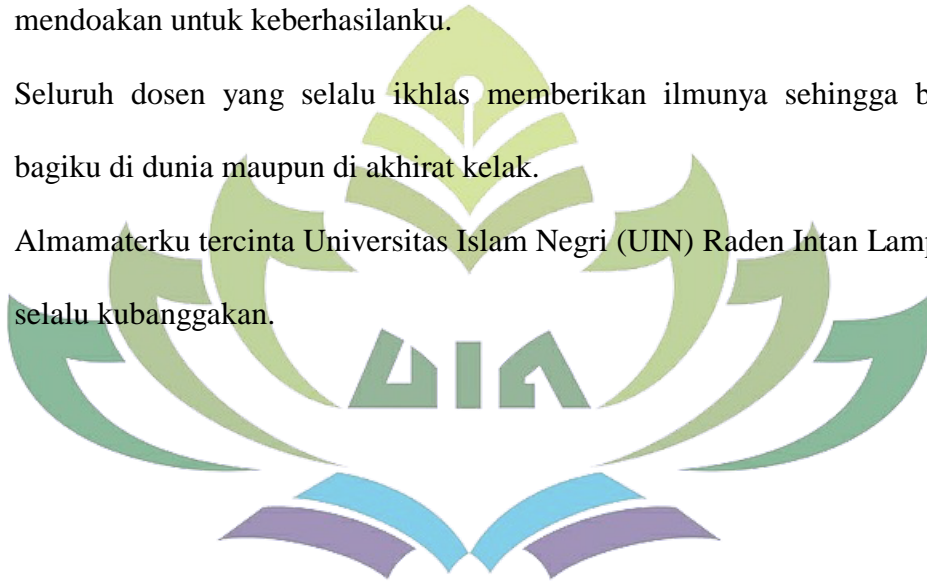 mendoakan untuk keberhasilanku.
Seluruh dosen yang selalu ikhlas memberikan ilmunya sehingga
bagiku di dunia maupun di akhirat kelak.
Almamaterku tercinta Universitas Islam Negri (UIN) Raden Intan
selalu kubanggakan.
UIN